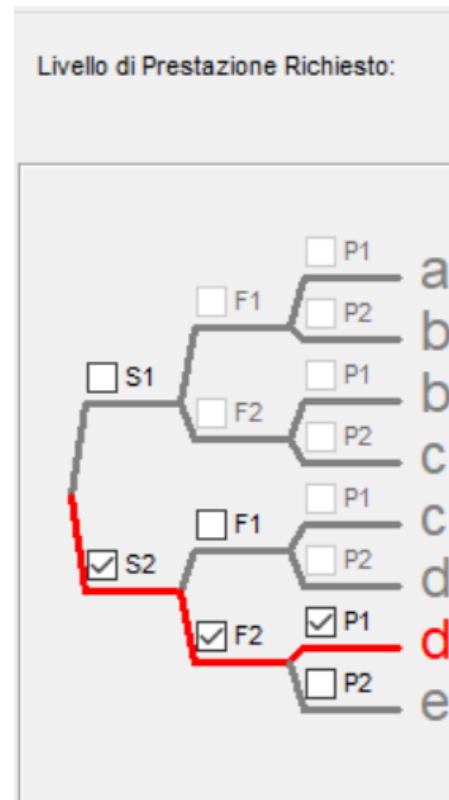 Livello di Prestazione Richiesto:
P1
a
F1
P2
b
S1
P1
b
F2
P2
c
P1
c
F1
P2
d
S2
P1
d
F2
P2
e